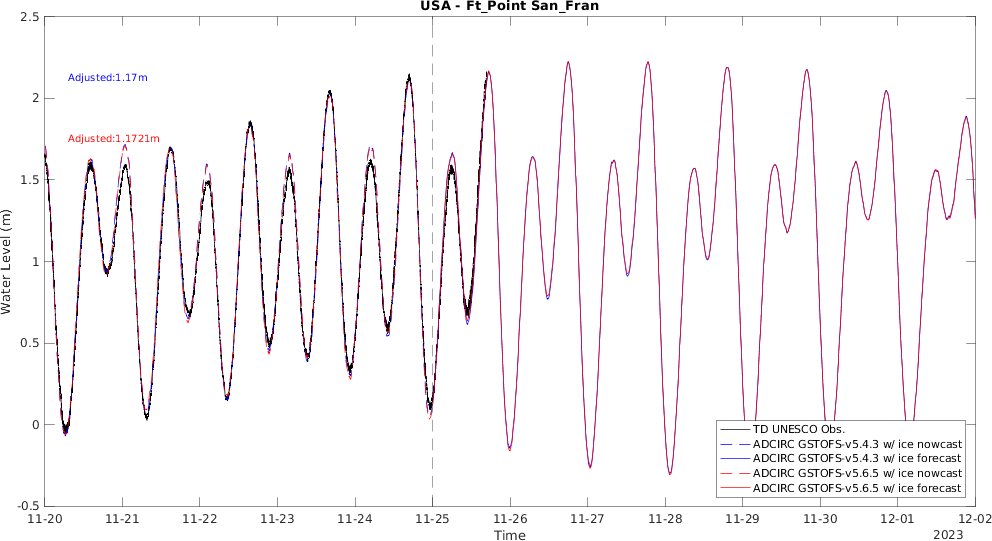 USA - Ft_Point San_Fran
2.5
2
1.5
1
0.5
0
-0.5
Water Level (m)
Adjusted:1.17m
Adjusted:1.1721m
TD UNESCO Obs.
ADCIRC GSTOFS-v5.4.3 w/ ice nowcast
ADCIRC GSTOFS-v5.4.3 w/ ice forecast
ADCIRC GSTOFS-v5.6.5 w/ ice nowcast
ADCIRC GSTOFS-v5.6.5 w/ ice forecast
11-20 11-21 11-22 11-23 11-24 11-25 11-26 11-27 11-28 11-29 11-30 12-01 12-02
Time
2023